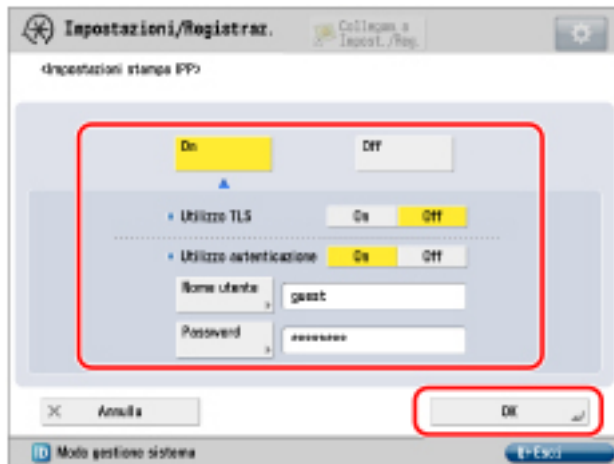 Impostazioni/Registraz.
Collegam a
Impost./Reg.
<Impostazioni stampa IPP>
On
Off
Utilizzo TLS
On
Off
Utilizzo autenticazione
On
Off
Nome utente
guest
Password
********
Annulla
OK
ID Modo gestione sistema
Esci